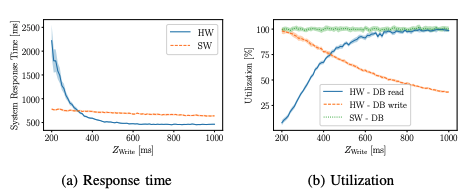 System Response Time [ms]
2500
2000
1500
1000
500
HW
SW
200
400
600
800
1000
Z_Write [ms]
(a) Response time
Utilization [%]
100
75
50
25
HW - DB read
HW - DB write
SW - DB
200
400
600
800
1000
Z_Write [ms]
(b) Utilization